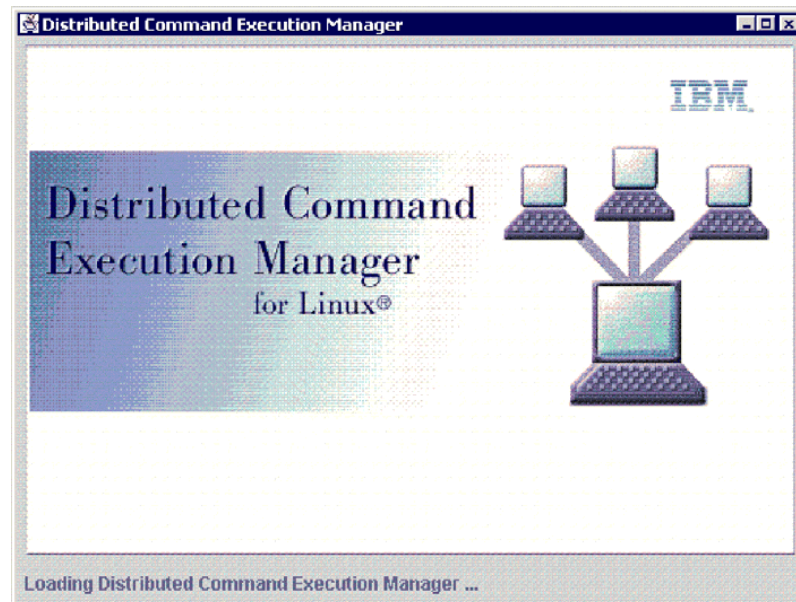 Distributed Command Execution Manager
IBM
Distributed Command
Execution Manager
for Linux®
Loading Distributed Command Execution Manager ...